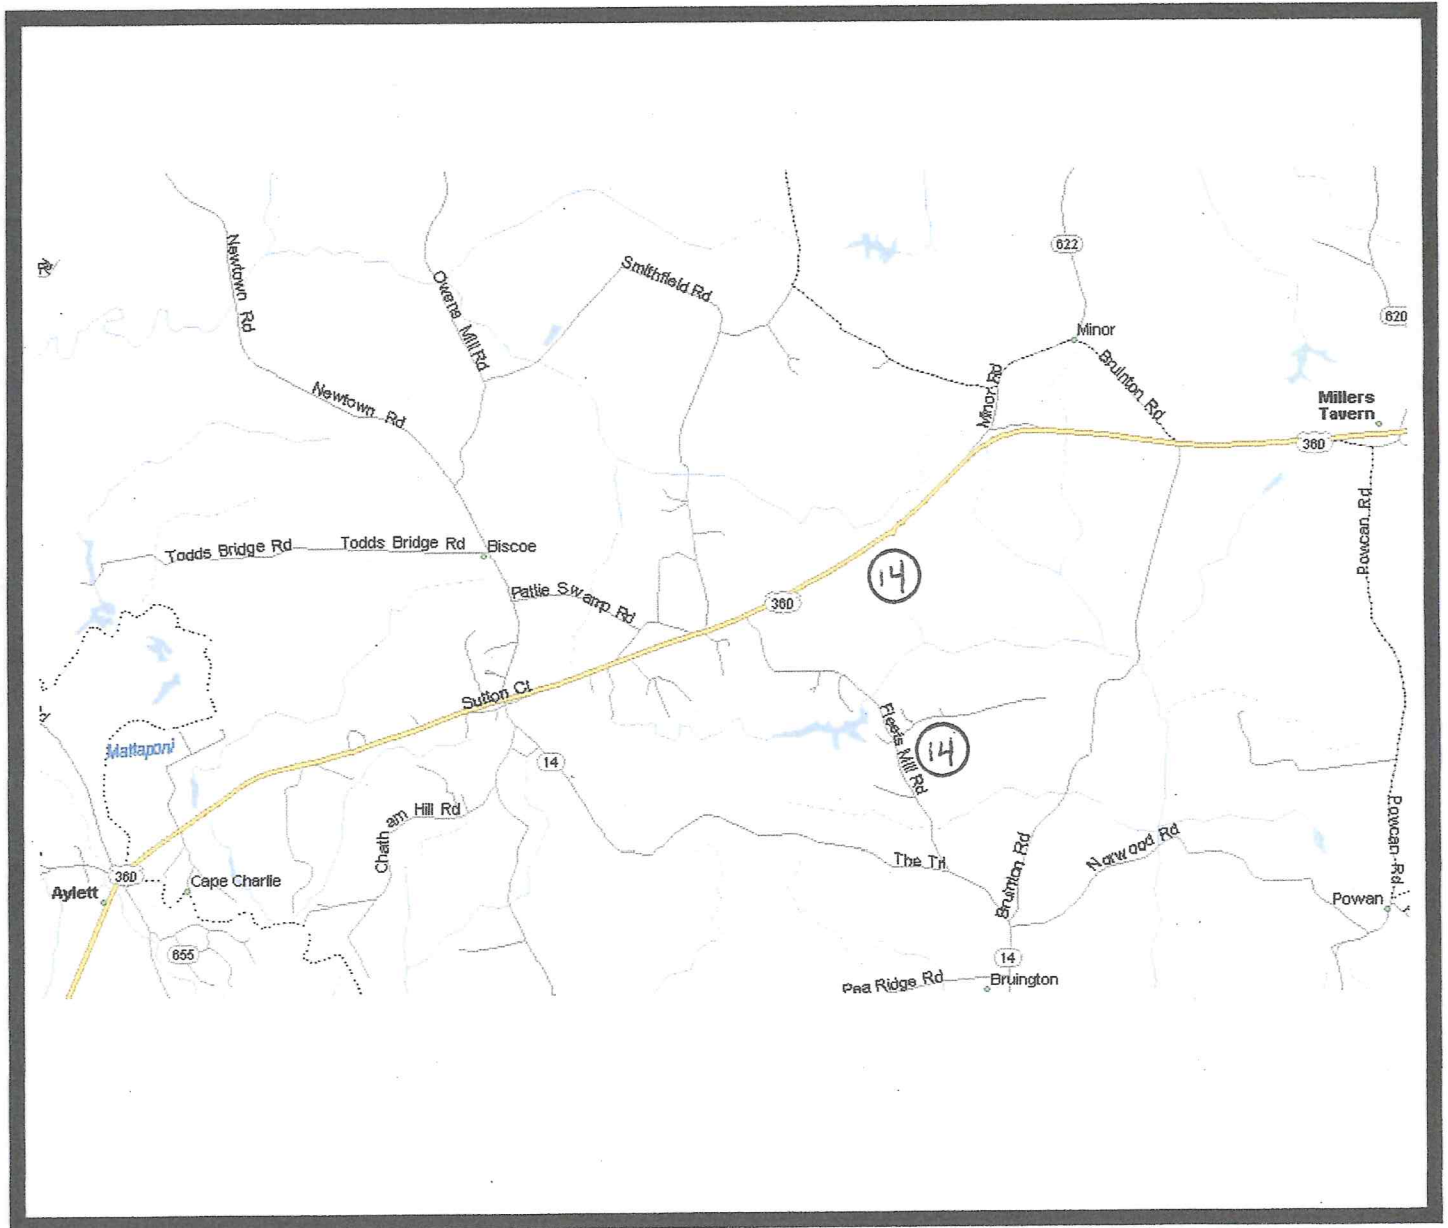 622
Newtown Rd
Owens Mill Rd
Smithfield Rd
620
Minor
Bruinton Rd
Minor Rd
Newtown Rd
Millers
Tavern
360
Powcan Rd
Todds Bridge Rd
Todds Bridge Rd
Biscoe
14
Pattie Swamp Rd
360
Sutton Ct
Fleets Mill Rd
14
Mattaponi
14
Chatham Hill Rd
Powcan Rd
Bruinton Rd
Norwood Rd
The Trl
360
Aylett
Cape Charlie
Powan
655
14
Pea Ridge Rd
Bruington